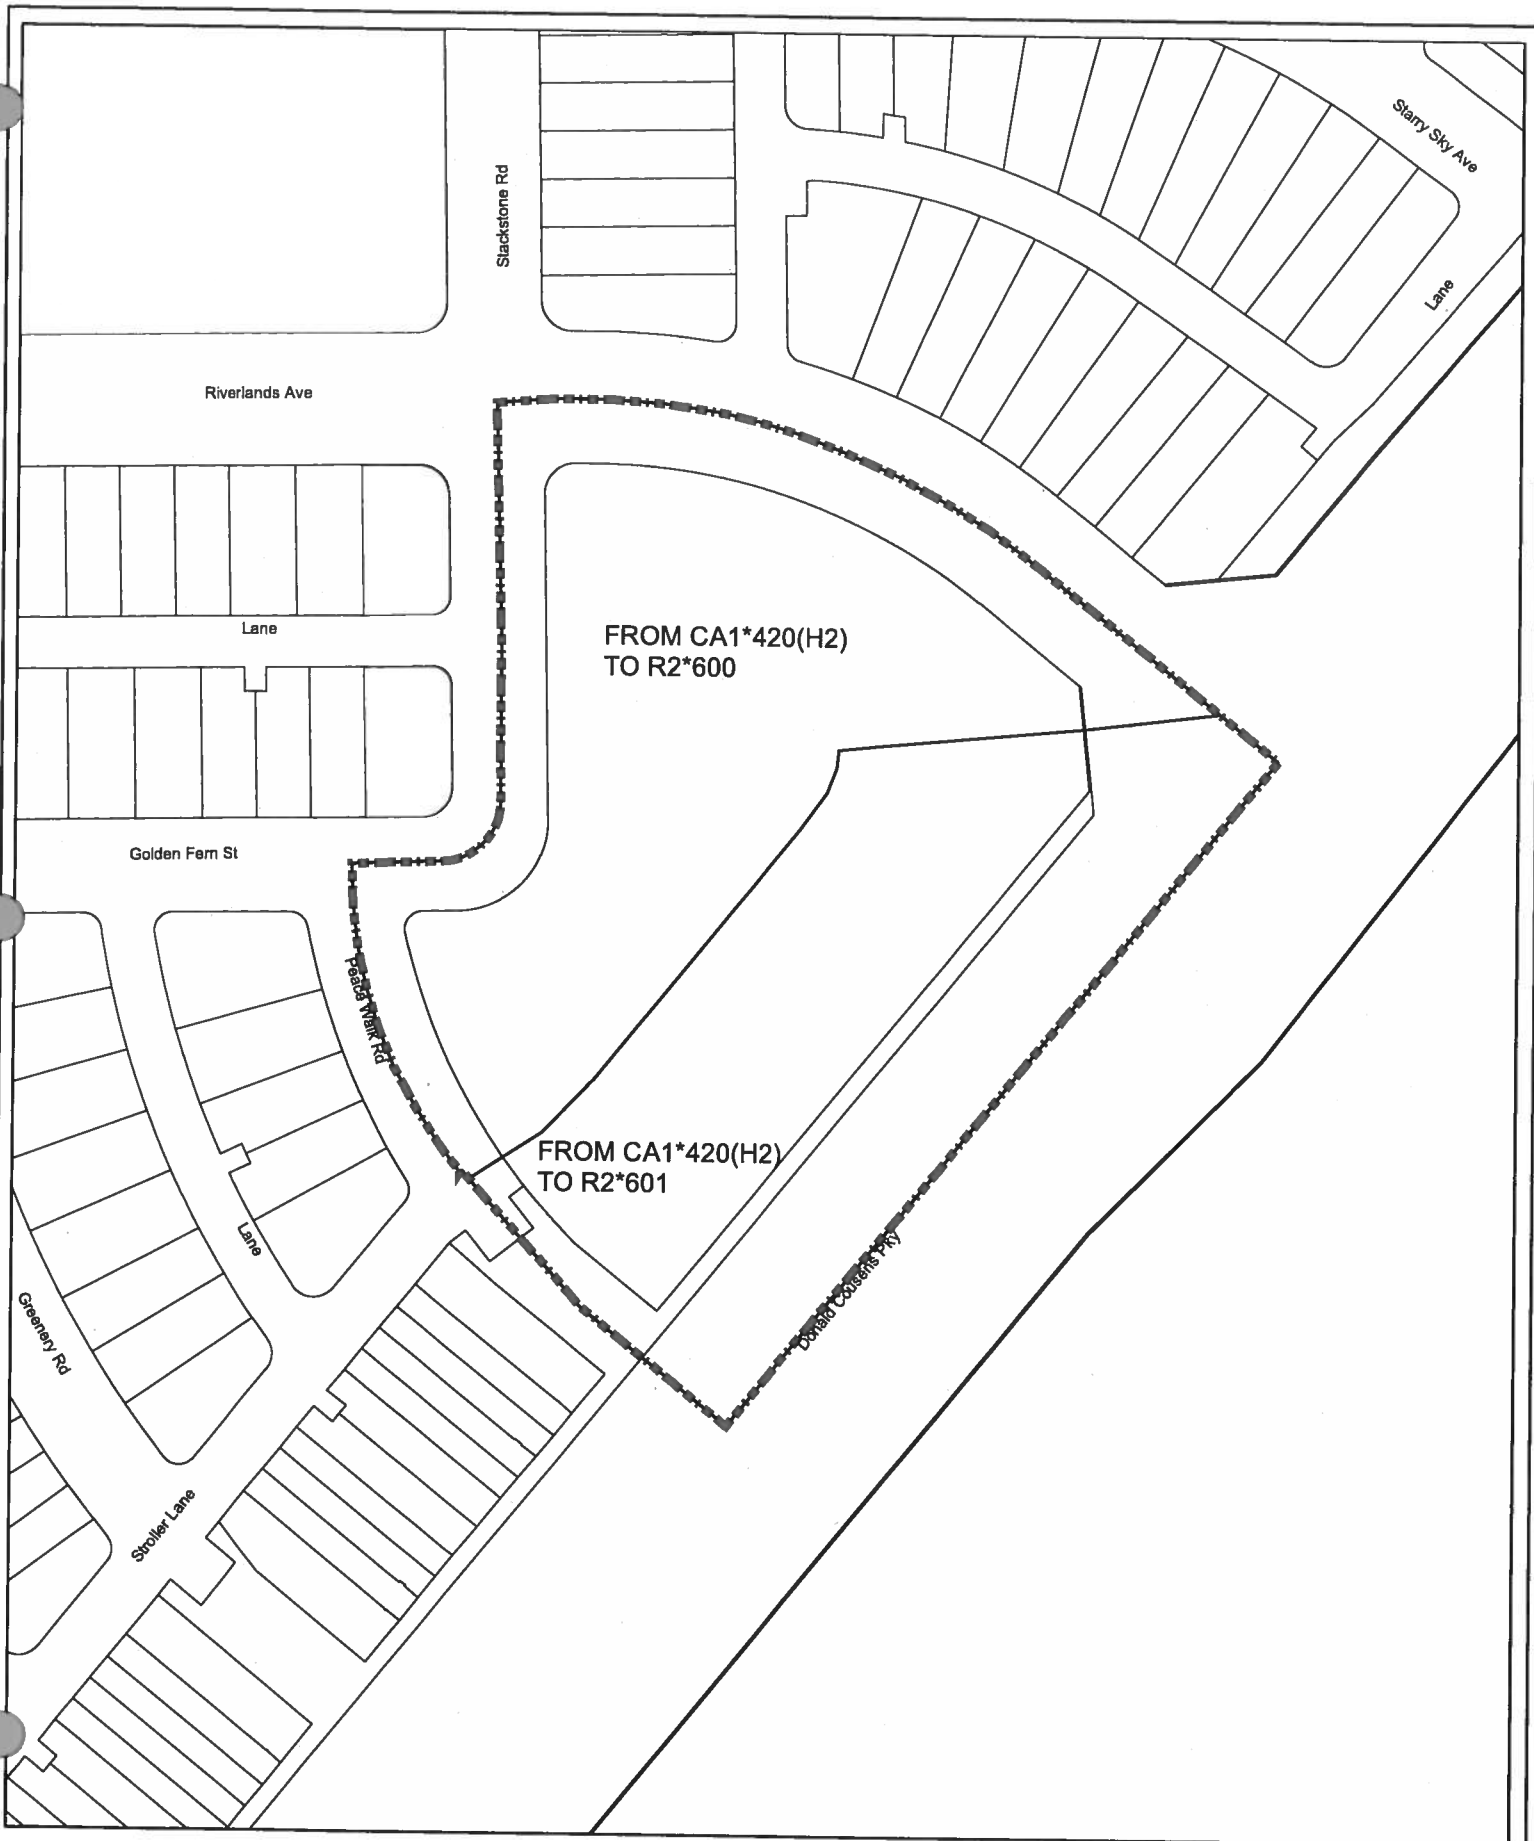 Starry Sky Ave
Stackstone Rd
Lane
Riverlands Ave
Lane
FROM CA1*420(H2)
TO R2*600
Golden Fern St
Peace Walk Rd
FROM CA1*420(H2)
TO R2*601
Lane
Donald Cousens Pky
Greenery Rd
Stroller Lane